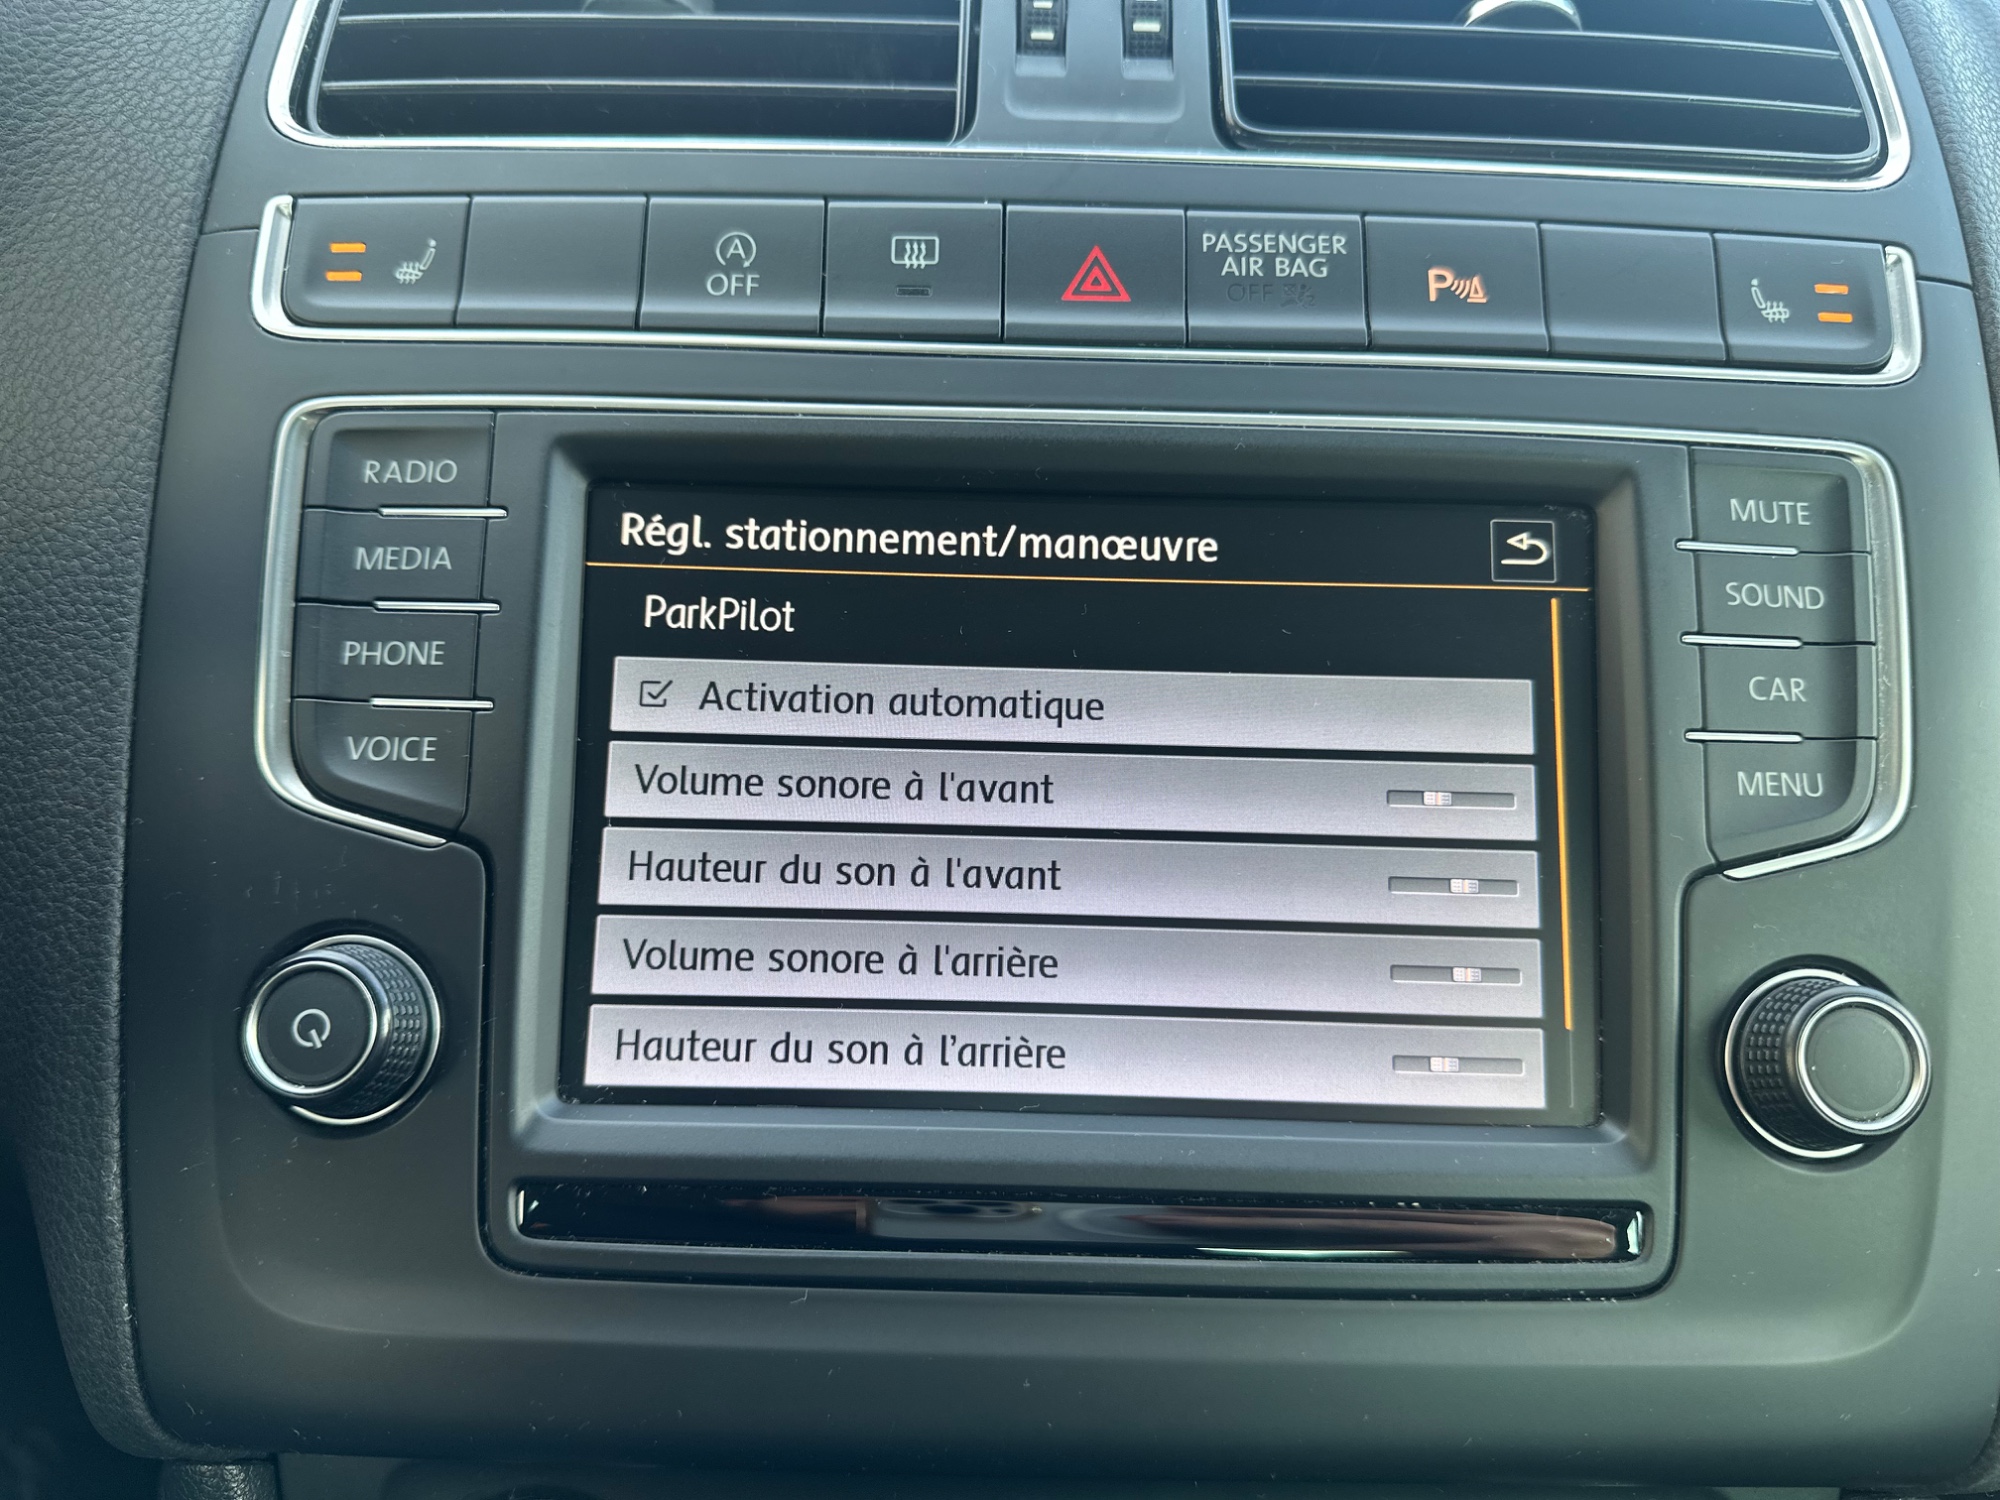 OFF
PASSENGER
AIR BAG
OFF
P
RADIO
MEDIA
PHONE
VOICE
Régl. stationnement/manœuvre
ParkPilot
Activation automatique
Volume sonore à l'avant
Hauteur du son à l'avant
Volume sonore à l'arrière
Hauteur du son à l'arrière
MUTE
SOUND
CAR
MENU